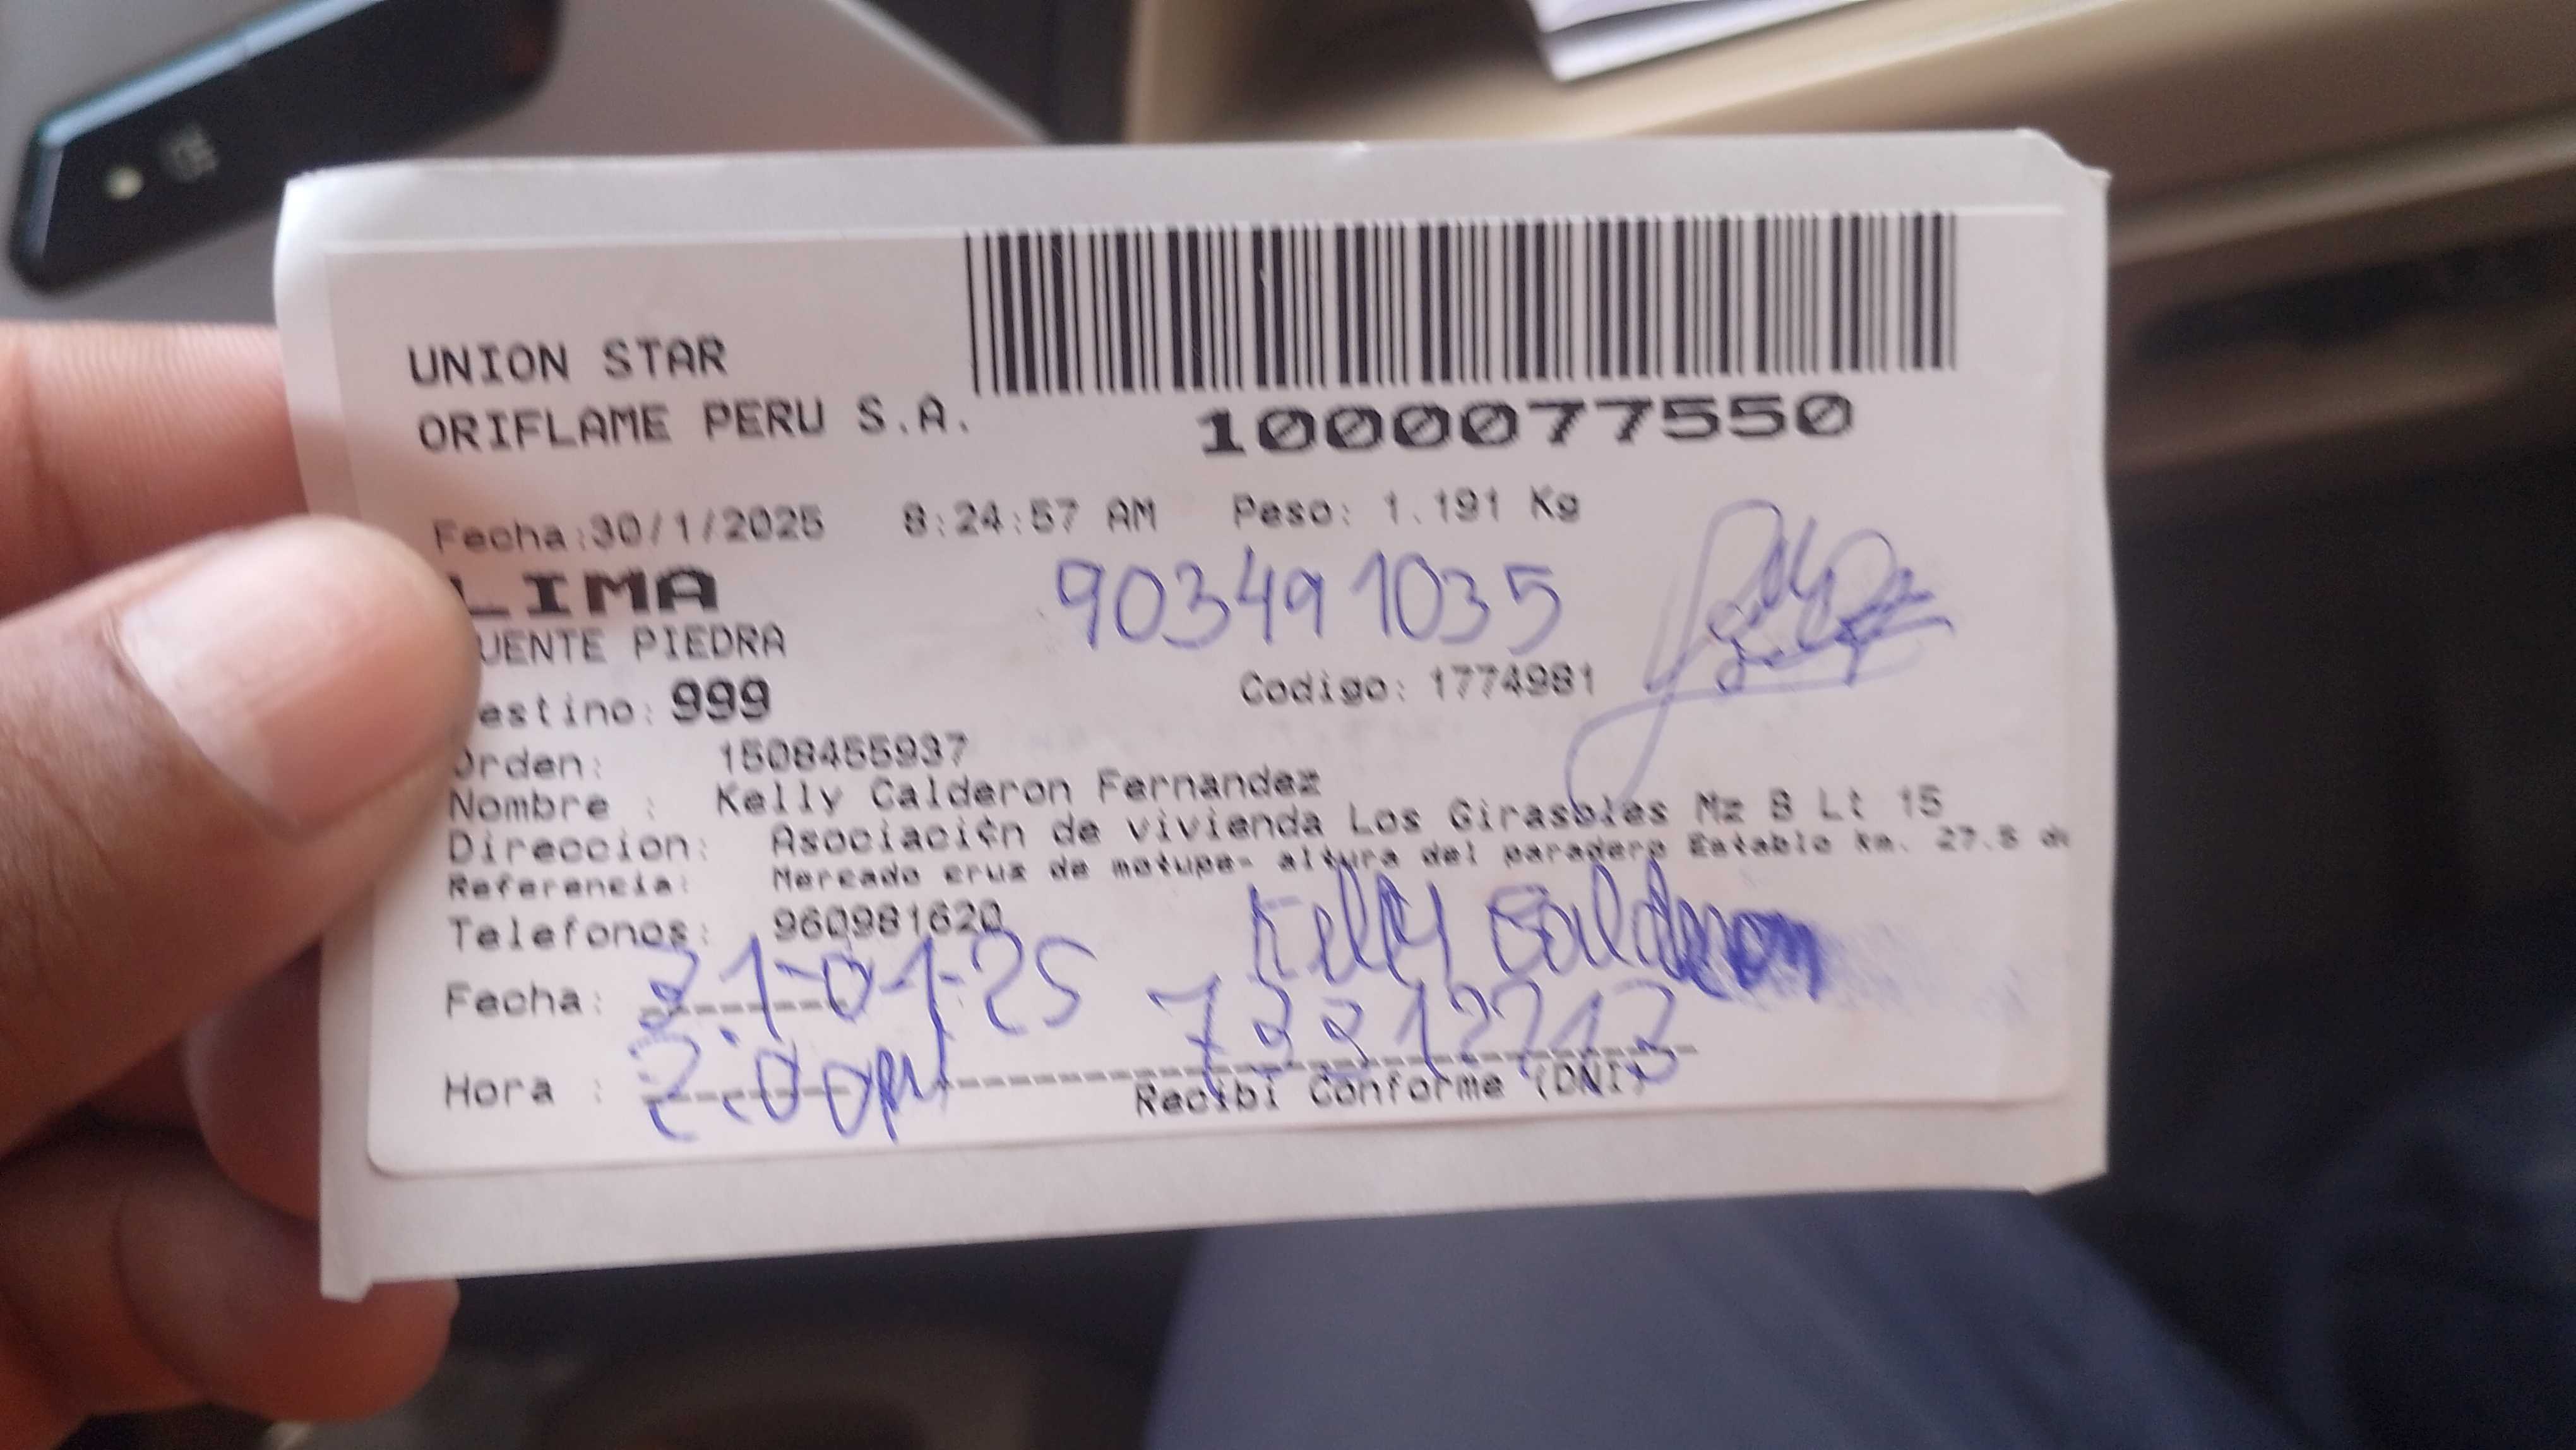 UNION STAR
ORIFLAME PERU S.A.
1000077550
Fecha:30/1/2025 8:24:57 AM Peso: 1.191 Kg
LIMA
903491035
UENTE PIEDRA
estino: 999
Codigo: 1774981
Orden: 1508455937
Nombre : Kelly Calderon Fernandez
Direccion: Asociaci¢n de vivienda Los Girasoles Mz B Lt 15
Referencia: Mercado cruz de motupe- altura del paradero Establo km. 27.5 de
Telefonos: 960981620
Kelly Calderon
Fecha: 31-01-25
Hora : 2:00pm
Recibi Conforme (DNI)